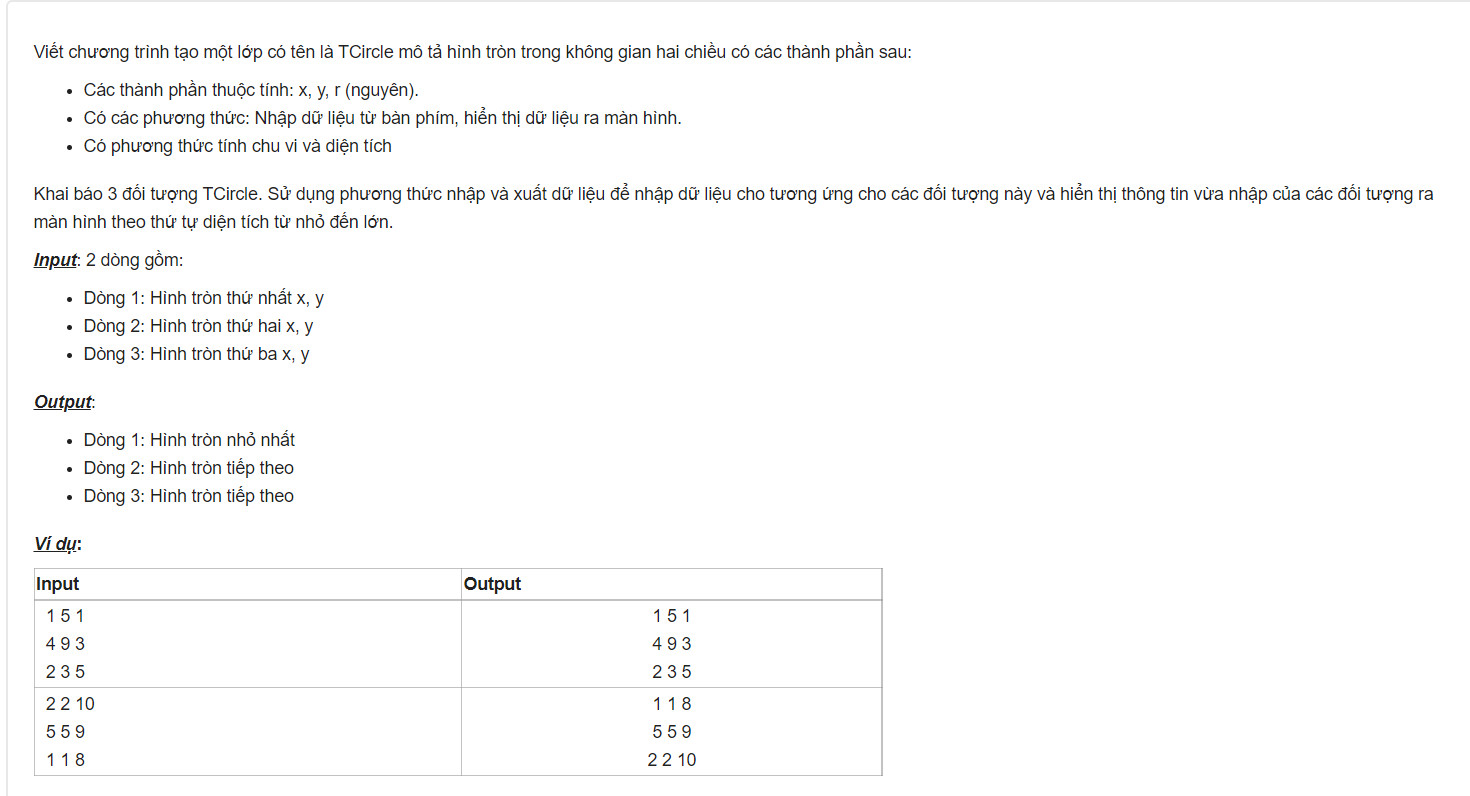 Viết chương trình tạo một lớp có tên là TCircle mô tả hình tròn trong không gian hai chiều có các thành phần sau:
• Các thành phần thuộc tính: x, y, r (nguyên).
• Có các phương thức: Nhập dữ liệu từ bàn phím, hiển thị dữ liệu ra màn hình.
• Có phương thức tính chu vi và diện tích
Khai báo 3 đối tượng TCircle. Sử dụng phương thức nhập và xuất dữ liệu để nhập dữ liệu cho tương ứng cho các đối tượng này và hiển thị thông tin vừa nhập của các đối tượng ra
màn hình theo thứ tự diện tích từ nhỏ đến lớn.
Input: 2 dòng gồm:
• Dòng 1: Hình tròn thứ nhất x, y
• Dòng 2: Hình tròn thứ hai x, y
• Dòng 3: Hình tròn thứ ba x, y
Output:
• Dòng 1: Hình tròn nhỏ nhất
• Dòng 2: Hình tròn tiếp theo
• Dòng 3: Hình tròn tiếp theo
Ví dụ:
Input Output
1 5 1 1 5 1
4 9 3 4 9 3
2 3 5 2 3 5
2 2 10 1 1 8
5 5 9 5 5 9
1 1 8 2 2 10